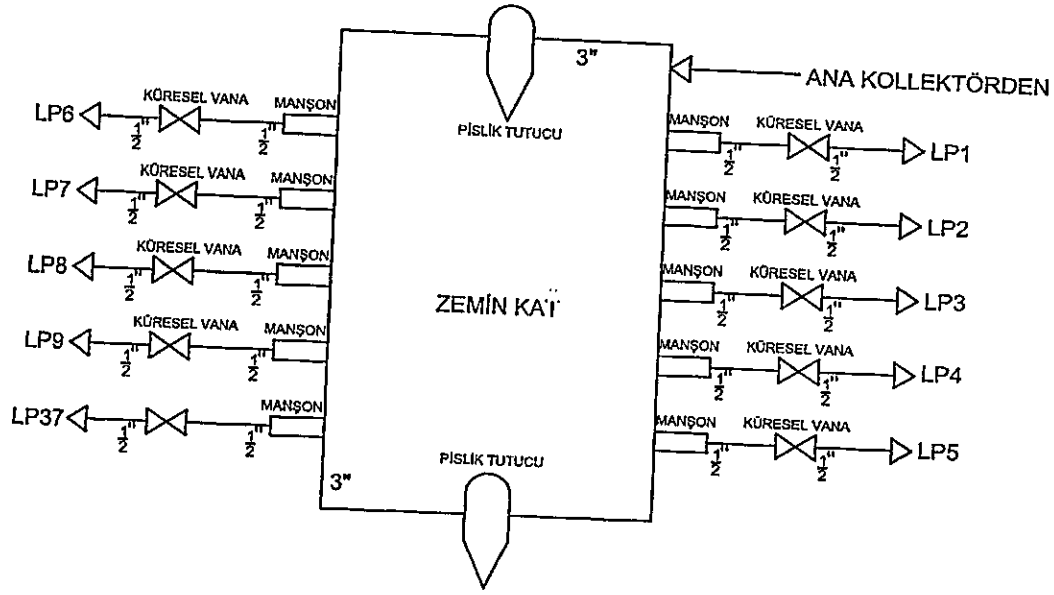 3"
ANA KOLLEKTÖRDEN
PİSLİK TUTUCU
LP6 1/2" KÜRESEL VANA 1/2" MANŞON
MANŞON 1/2" KÜRESEL VANA 1/2" LP1
LP7 1/2" KÜRESEL VANA 1/2" MANŞON
MANŞON 1/2" KÜRESEL VANA 1/2" LP2
LP8 1/2" KÜRESEL VANA 1/2" MANŞON
MANŞON 1/2" KÜRESEL VANA 1/2" LP3
ZEMİN KAT
LP9 1/2" KÜRESEL VANA 1/2" MANŞON
MANŞON 1/2" KÜRESEL VANA 1/2" LP4
LP37 1/2" 1/2" MANŞON
MANŞON 1/2" KÜRESEL VANA 1/2" LP5
PİSLİK TUTUCU
3"